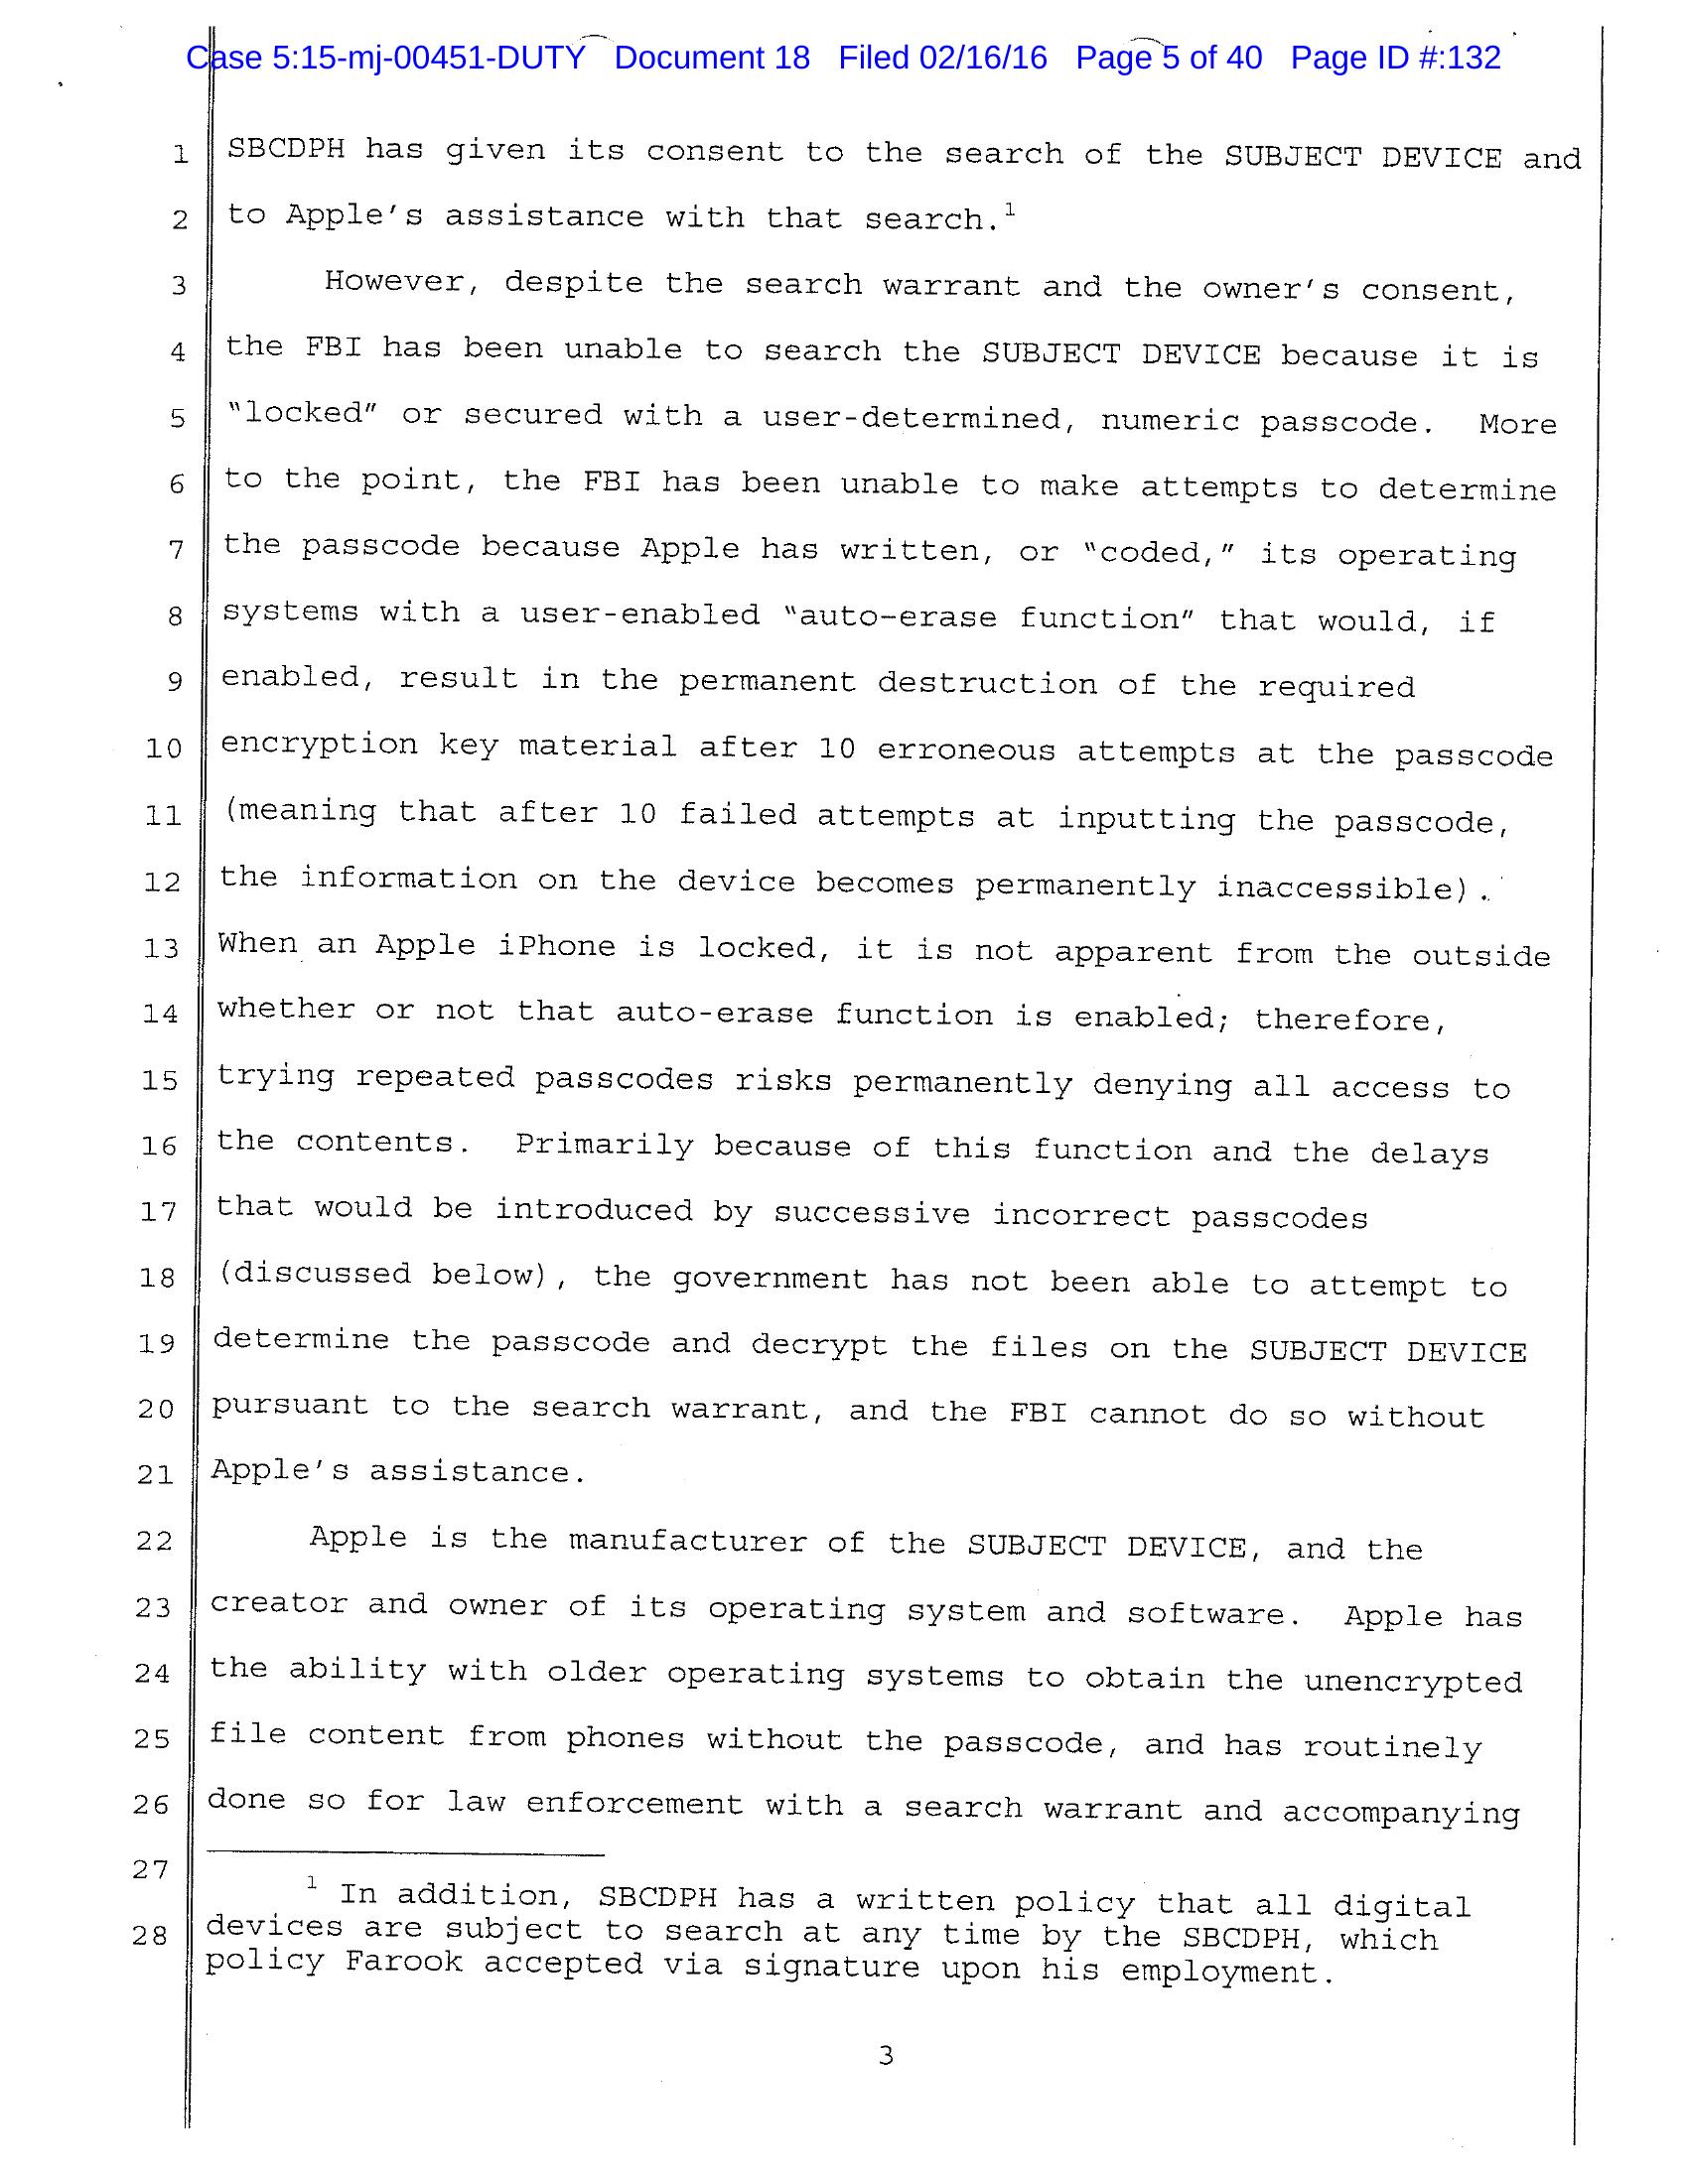 Case 5:15-mj-00451-DUTY Document 18 Filed 02/16/16 Page 5 of 40 Page ID #:132
1 SBCDPH has given its consent to the search of the SUBJECT DEVICE and
2 to Apple's assistance with that search.1
3 However, despite the search warrant and the owner's consent,
4 the FBI has been unable to search the SUBJECT DEVICE because it is
5 "locked" or secured with a user-determined, numeric passcode. More
6 to the point, the FBI has been unable to make attempts to determine
7 the passcode because Apple has written, or "coded," its operating
8 systems with a user-enabled "auto-erase function" that would, if
9 enabled, result in the permanent destruction of the required
10 encryption key material after 10 erroneous attempts at the passcode
11 (meaning that after 10 failed attempts at inputting the passcode,
12 the information on the device becomes permanently inaccessible).
13 When an Apple iPhone is locked, it is not apparent from the outside
14 whether or not that auto-erase function is enabled; therefore,
15 trying repeated passcodes risks permanently denying all access to
16 the contents. Primarily because of this function and the delays
17 that would be introduced by successive incorrect passcodes
18 (discussed below), the government has not been able to attempt to
19 determine the passcode and decrypt the files on the SUBJECT DEVICE
20 pursuant to the search warrant, and the FBI cannot do so without
21 Apple's assistance.
22 Apple is the manufacturer of the SUBJECT DEVICE, and the
23 creator and owner of its operating system and software. Apple has
24 the ability with older operating systems to obtain the unencrypted
25 file content from phones without the passcode, and has routinely
26 done so for law enforcement with a search warrant and accompanying
27
1 In addition, SBCDPH has a written policy that all digital
28 devices are subject to search at any time by the SBCDPH, which
policy Farook accepted via signature upon his employment.
3